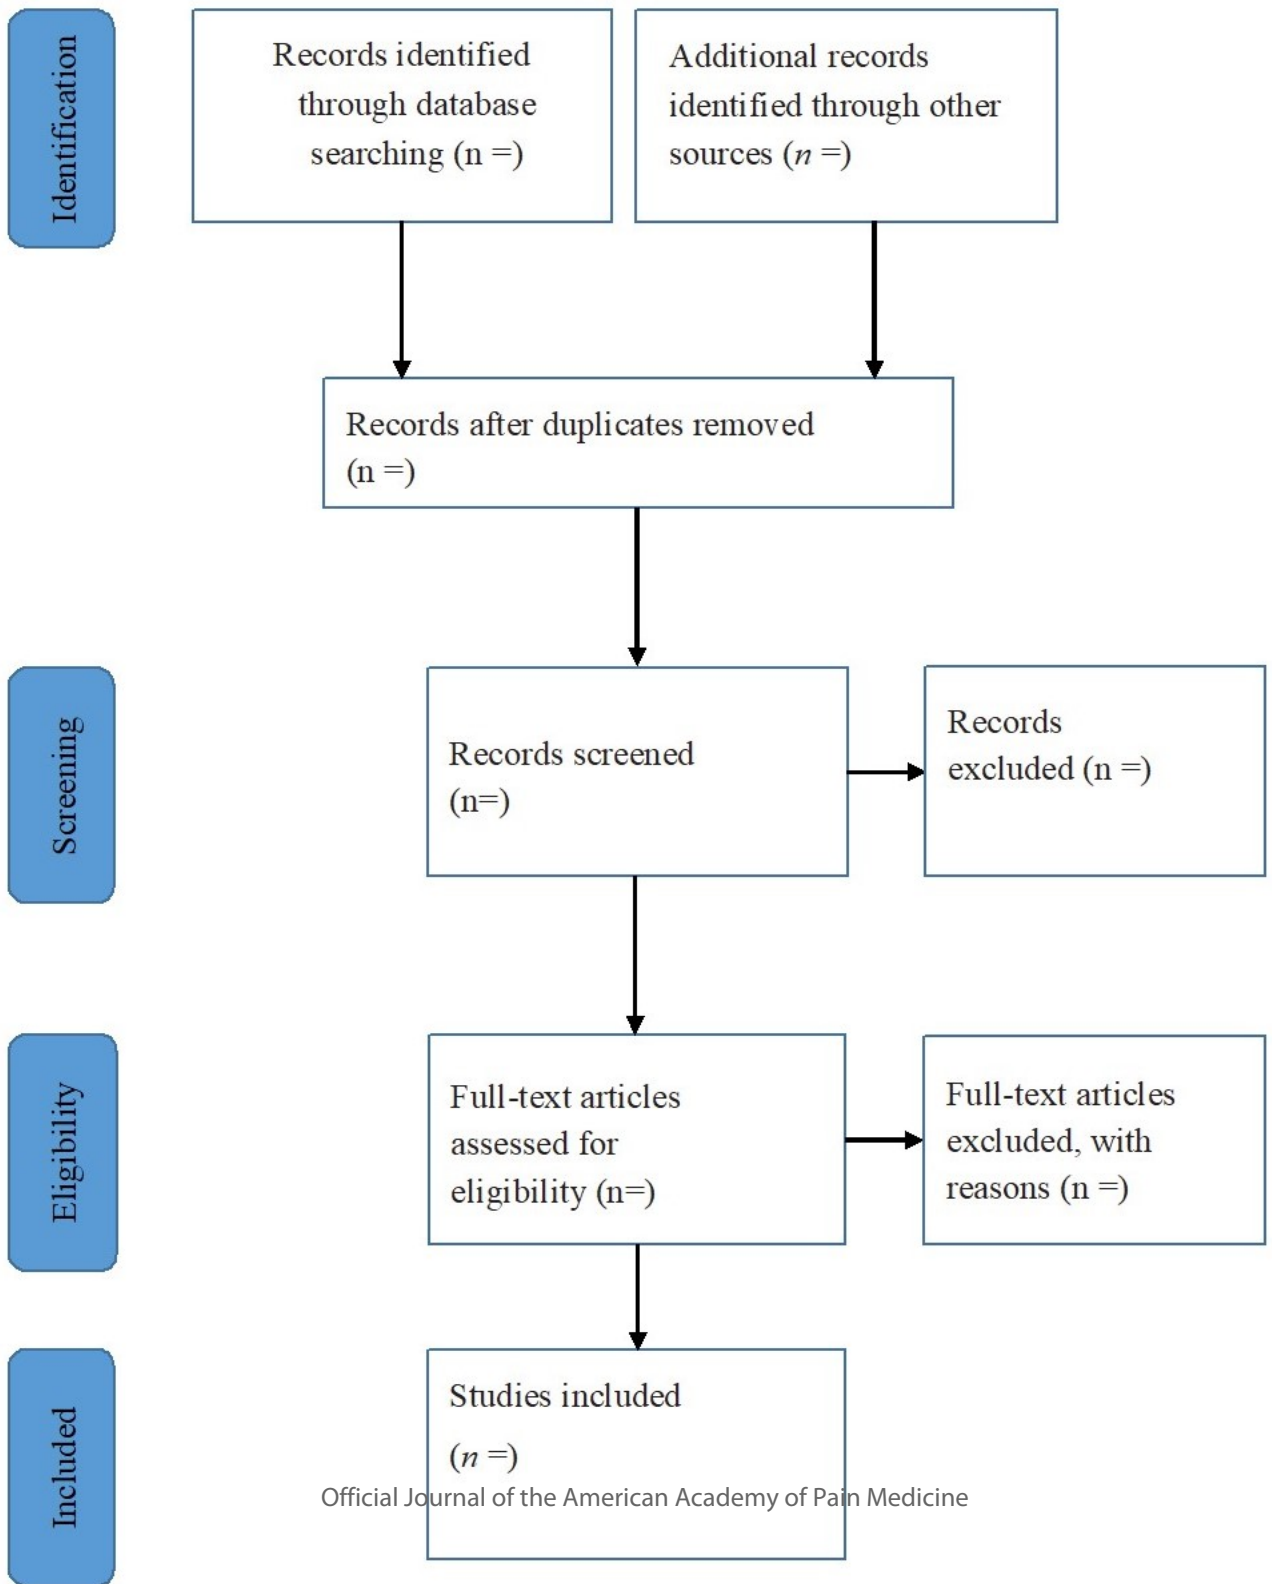 Identification
Records identified
through database
searching (n =)
Additional records
identified through other
sources (n =)
Records after duplicates removed
(n =)
Screening
Records screened
(n=)
Records
excluded (n =)
Eligibility
Full-text articles
assessed for
eligibility (n=)
Full-text articles
excluded, with
reasons (n =)
Included
Studies included
(n =)
Official Journal of the American Academy of Pain Medicine